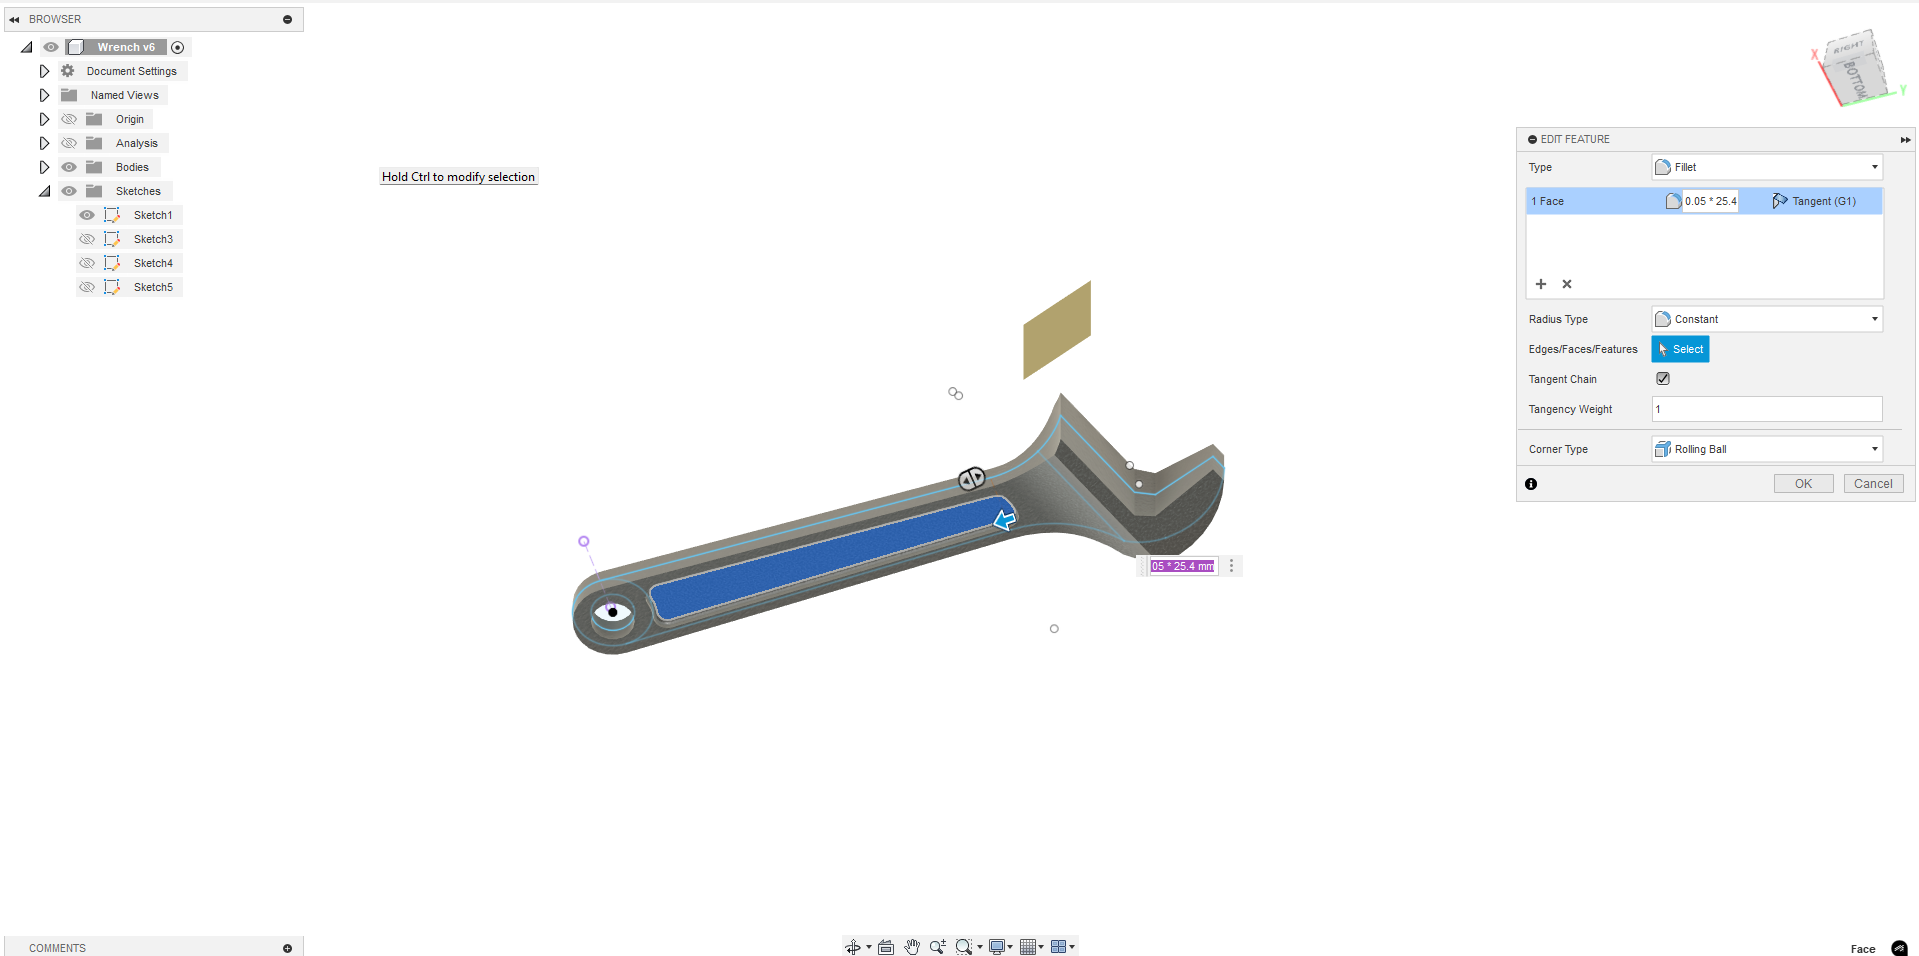 BROWSER
Wrench v6
Document Settings
Named Views
Origin
Analysis
Bodies
Sketches
Sketch1
Sketch3
Sketch4
Sketch5
Hold Ctrl to modify selection
X
RIGHT
BOTTOM
Y
EDIT FEATURE
Type Fillet
1 Face 0.05 * 25.4 Tangent (G1)
Radius Type Constant
Edges/Faces/Features Select
Tangent Chain
Tangency Weight 1
Corner Type Rolling Ball
OK Cancel
05 * 25.4 mm
COMMENTS
Face